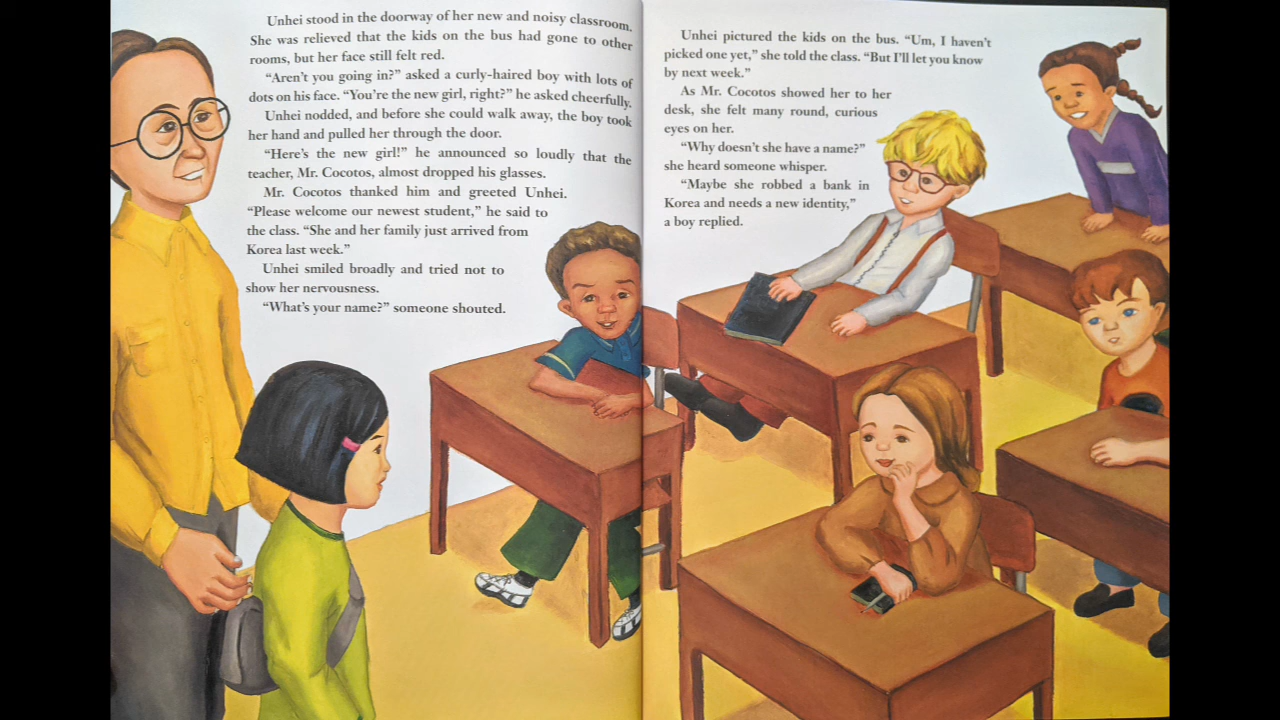 Unhei stood in the doorway of her new and noisy classroom.
She was relieved that the kids on the bus had gone to other
rooms, but her face still felt red.
“Aren’t you going in?” asked a curly-haired boy with lots of
dots on his face. “You’re the new girl, right?” he asked cheerfully.
Unhei nodded, and before she could walk away, the boy took
her hand and pulled her through the door.
“Here’s the new girl!” he announced so loudly that the
teacher, Mr. Cocotos, almost dropped his glasses.
Mr. Cocotos thanked him and greeted Unhei.
“Please welcome our newest student,” he said to
the class. “She and her family just arrived from
Korea last week.”
Unhei smiled broadly and tried not to
show her nervousness.
“What’s your name?” someone shouted.
Unhei pictured the kids on the bus. “Um, I haven’t
picked one yet,” she told the class. “But I’ll let you know
by next week.”
As Mr. Cocotos showed her to her
desk, she felt many round, curious
eyes on her.
“Why doesn’t she have a name?”
she heard someone whisper.
“Maybe she robbed a bank in
Korea and needs a new identity,”
a boy replied.